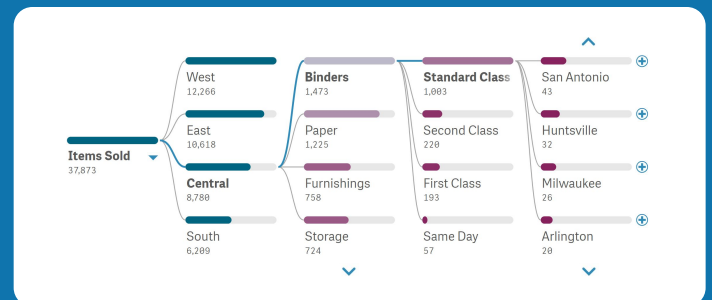 Items Sold
37,873
West
12,266
East
10,618
Central
8,780
South
6,209
Binders
1,473
Paper
1,225
Furnishings
758
Storage
724
Standard Class
1,003
Second Class
220
First Class
193
Same Day
57
San Antonio
43
Huntsville
32
Milwaukee
26
Arlington
20